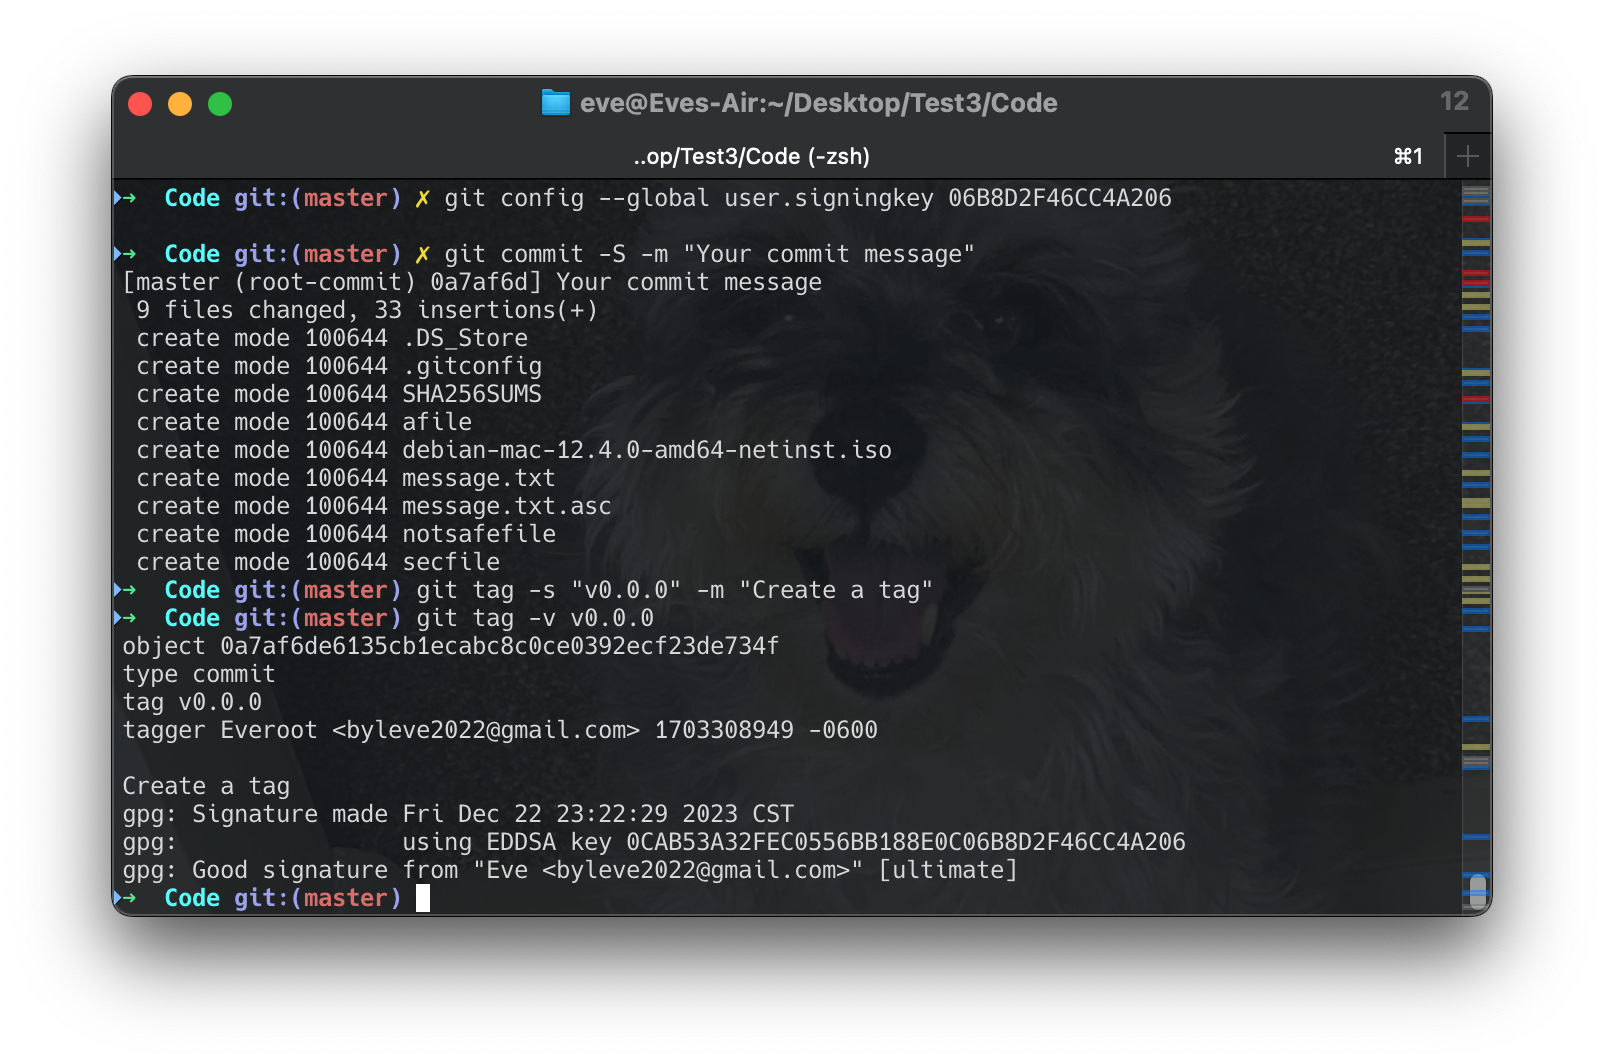 eve@Eves-Air:~/Desktop/Test3/Code 12
..op/Test3/Code (-zsh) ⌘1 +
➜ Code git:(master) ✗ git config --global user.signingkey 06B8D2F46CC4A206
➜ Code git:(master) ✗ git commit -S -m "Your commit message"
[master (root-commit) 0a7af6d] Your commit message
9 files changed, 33 insertions(+)
create mode 100644 .DS_Store
create mode 100644 .gitconfig
create mode 100644 SHA256SUMS
create mode 100644 afile
create mode 100644 debian-mac-12.4.0-amd64-netinst.iso
create mode 100644 message.txt
create mode 100644 message.txt.asc
create mode 100644 notsafefile
create mode 100644 secfile
➜ Code git:(master) git tag -s "v0.0.0" -m "Create a tag"
➜ Code git:(master) git tag -v v0.0.0
object 0a7af6de6135cb1ecabc8c0ce0392ecf23de734f
type commit
tag v0.0.0
tagger Everoot <byleve2022@gmail.com> 1703308949 -0600
Create a tag
gpg: Signature made Fri Dec 22 23:22:29 2023 CST
gpg: using EDDSA key 0CAB53A32FEC0556BB188E0C06B8D2F46CC4A206
gpg: Good signature from "Eve <byleve2022@gmail.com>" [ultimate]
➜ Code git:(master)